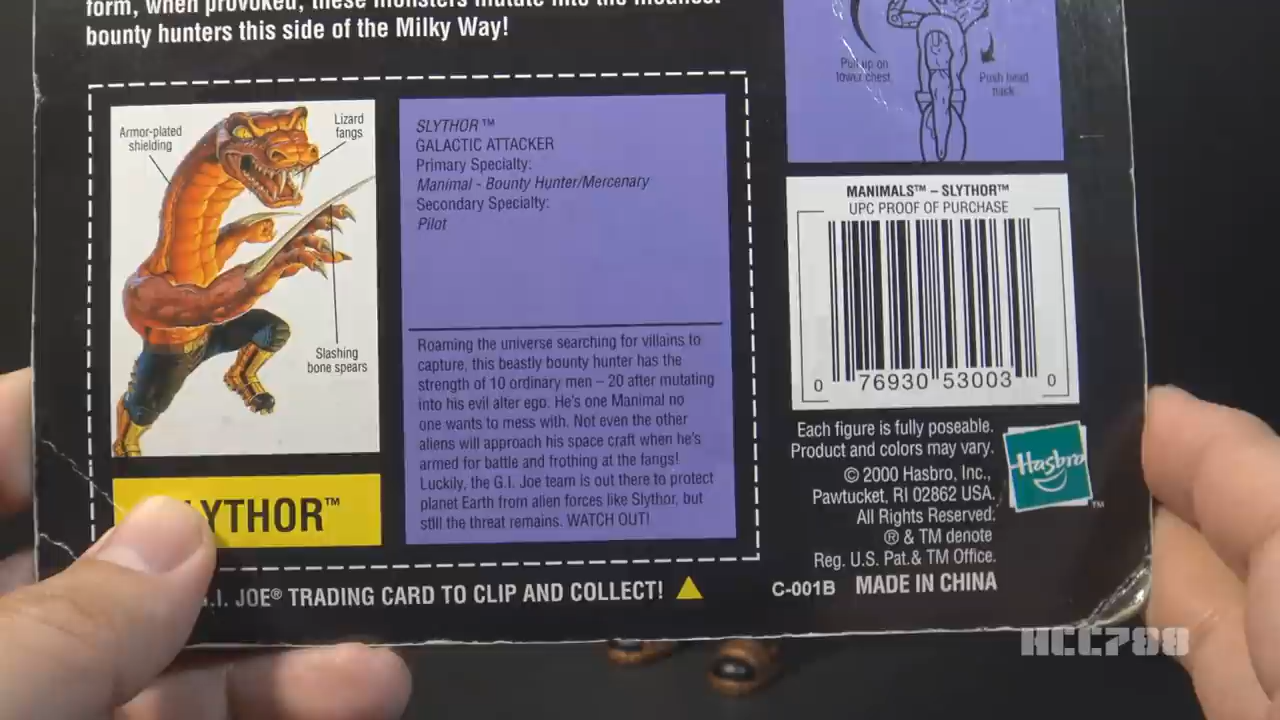 form, when provoked, these monsters mutate into the meanest
bounty hunters this side of the Milky Way!
Armor-plated
shielding
Lizard
fangs
Slashing
bone spears
LYTHOR™
SLYTHOR™
GALACTIC ATTACKER
Primary Specialty:
Manimal - Bounty Hunter/Mercenary
Secondary Specialty:
Pilot
Roaming the universe searching for villains to
capture, this beastly bounty hunter has the
strength of 10 ordinary men – 20 after mutating
into his evil alter ego. He's one Manimal no
one wants to mess with. Not even the other
aliens will approach his space craft when he's
armed for battle and frothing at the fangs!
Luckily, the G.I. Joe team is out there to protect
planet Earth from alien forces like Slythor, but
still the threat remains. WATCH OUT!
G.I. JOE® TRADING CARD TO CLIP AND COLLECT!
Pull up on
lower chest.
Push head
back.
MANIMALS™ – SLYTHOR™
UPC PROOF OF PURCHASE
0 76930 53003 0
Each figure is fully poseable.
Product and colors may vary.
© 2000 Hasbro, Inc.,
Pawtucket, RI 02862 USA.
All Rights Reserved.
® & TM denote
Reg. U.S. Pat.& TM Office.
Hasbro
TM
C-001B MADE IN CHINA
HCC788